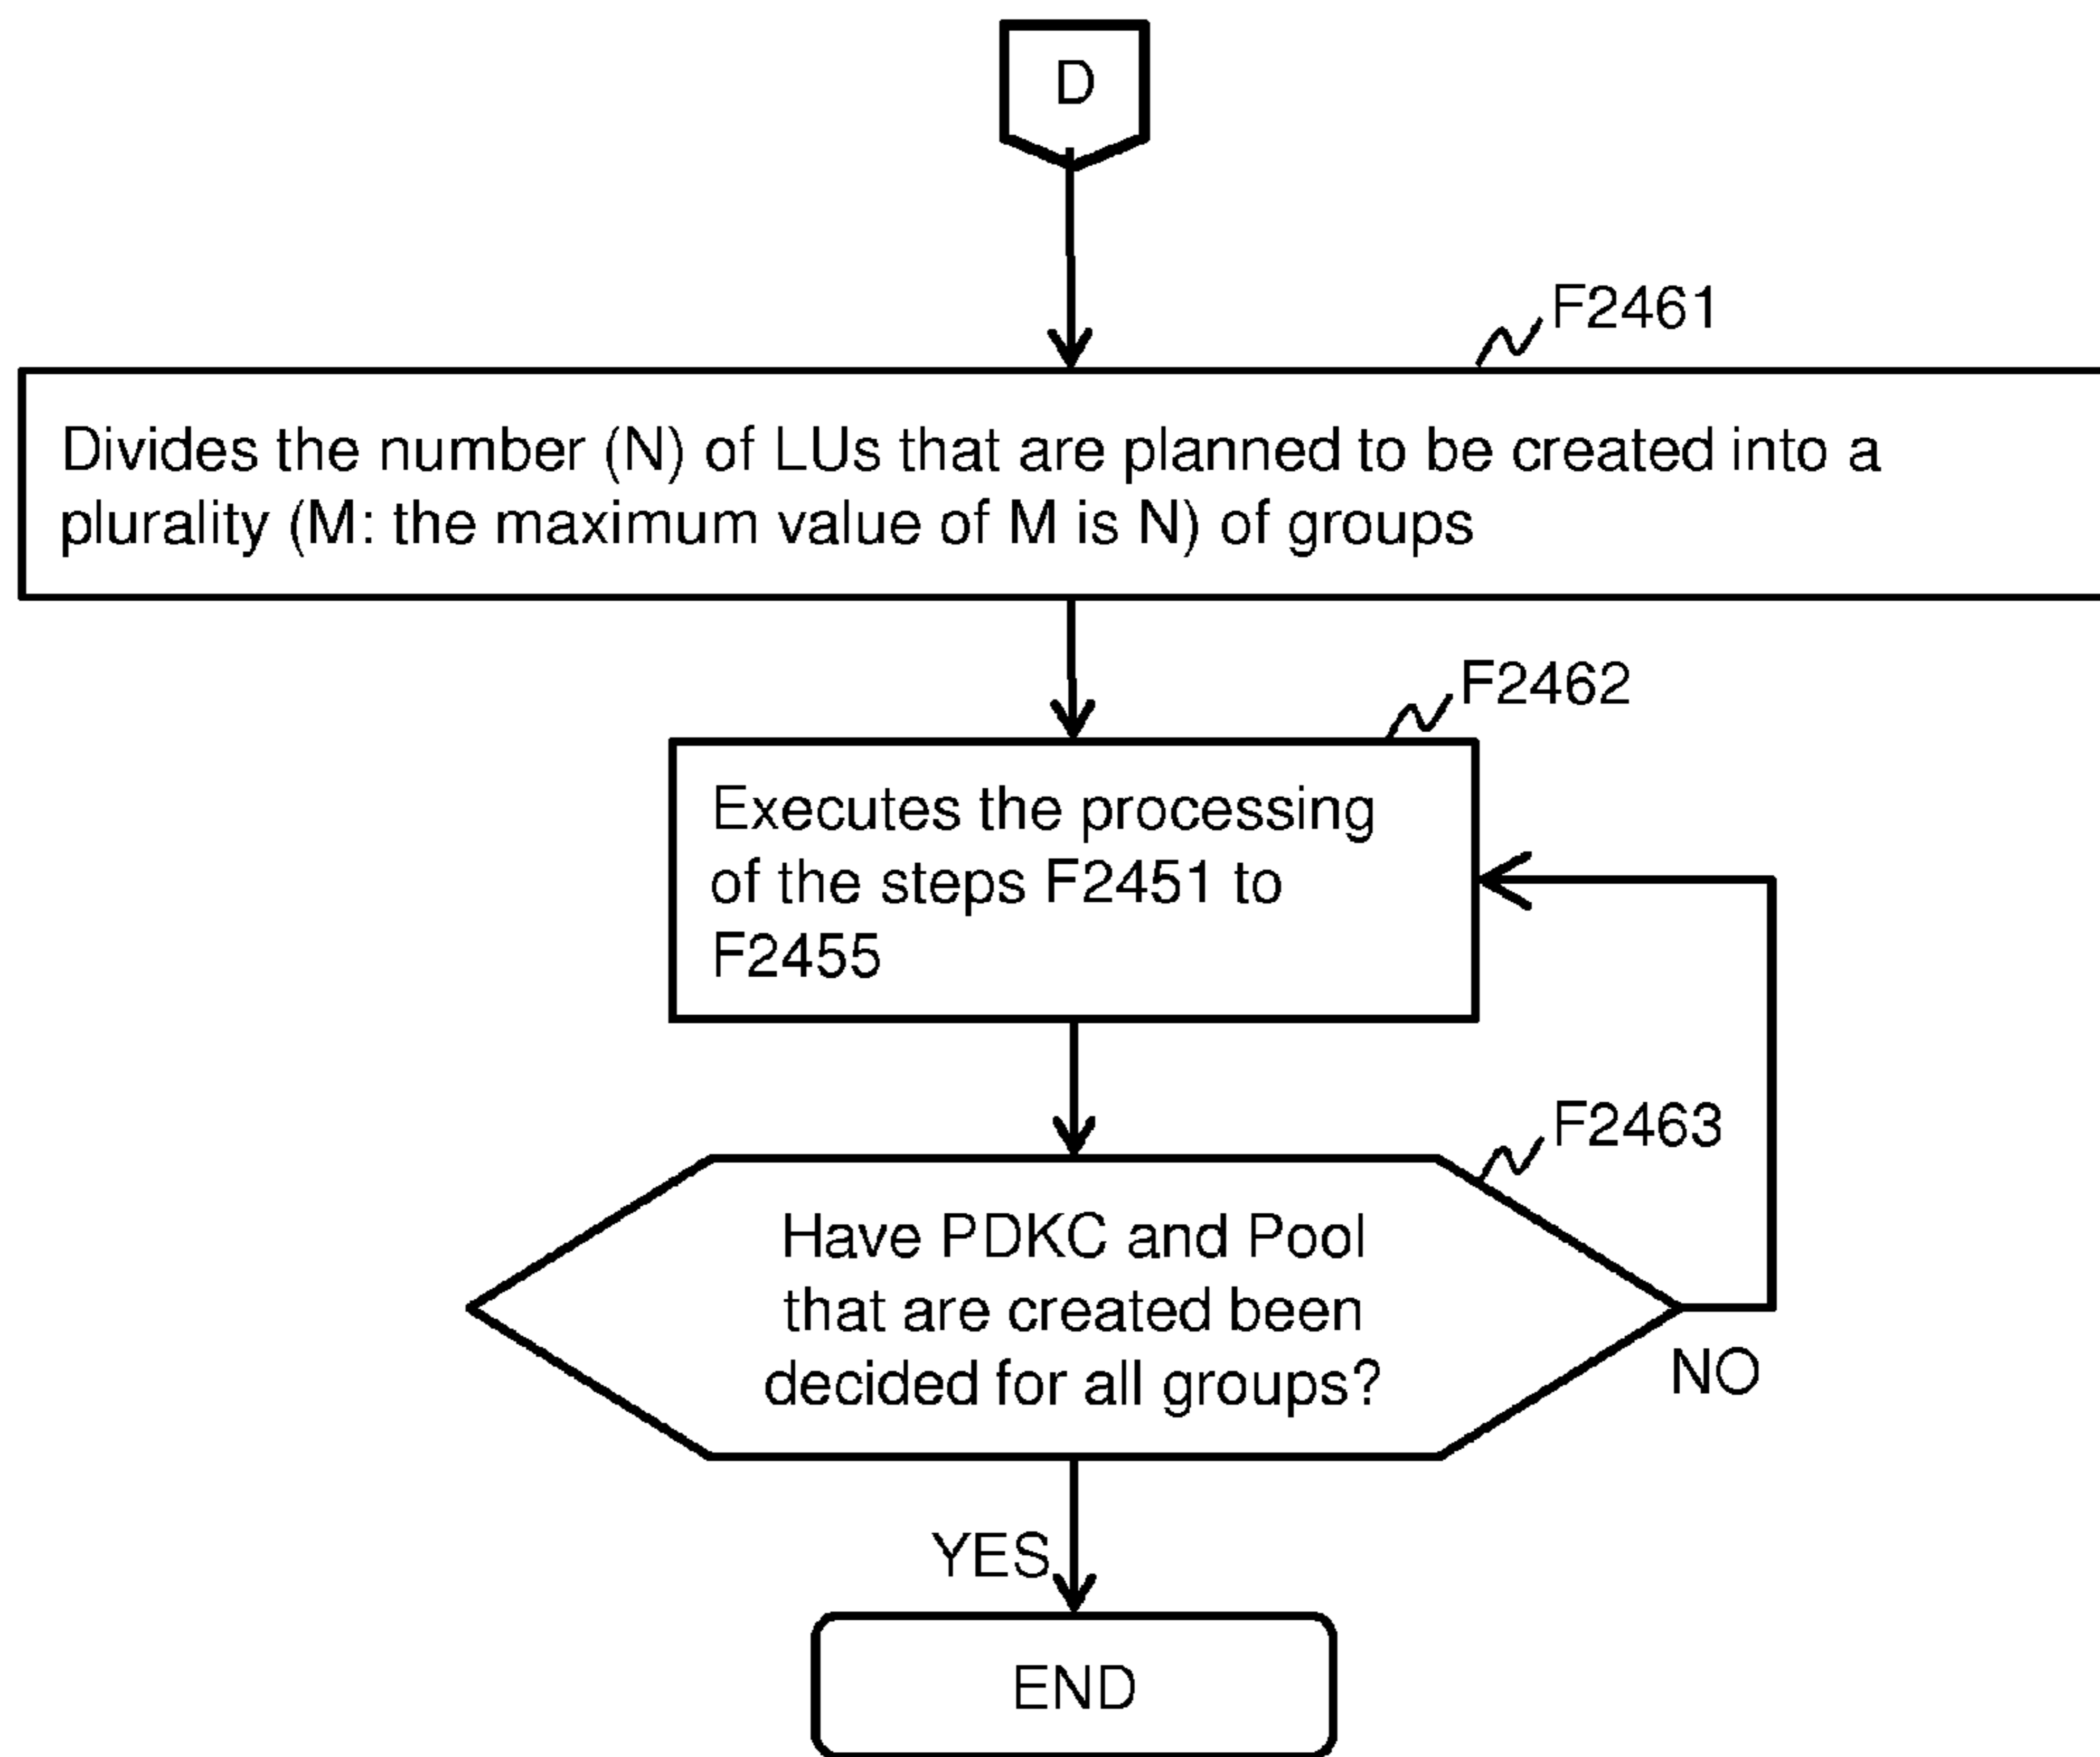 D
F2461
Divides the number (N) of LUs that are planned to be created into a
plurality (M: the maximum value of M is N) of groups
F2462
Executes the processing
of the steps F2451 to
F2455
F2463
Have PDKC and Pool
that are created been
decided for all groups?
NO
YES
END